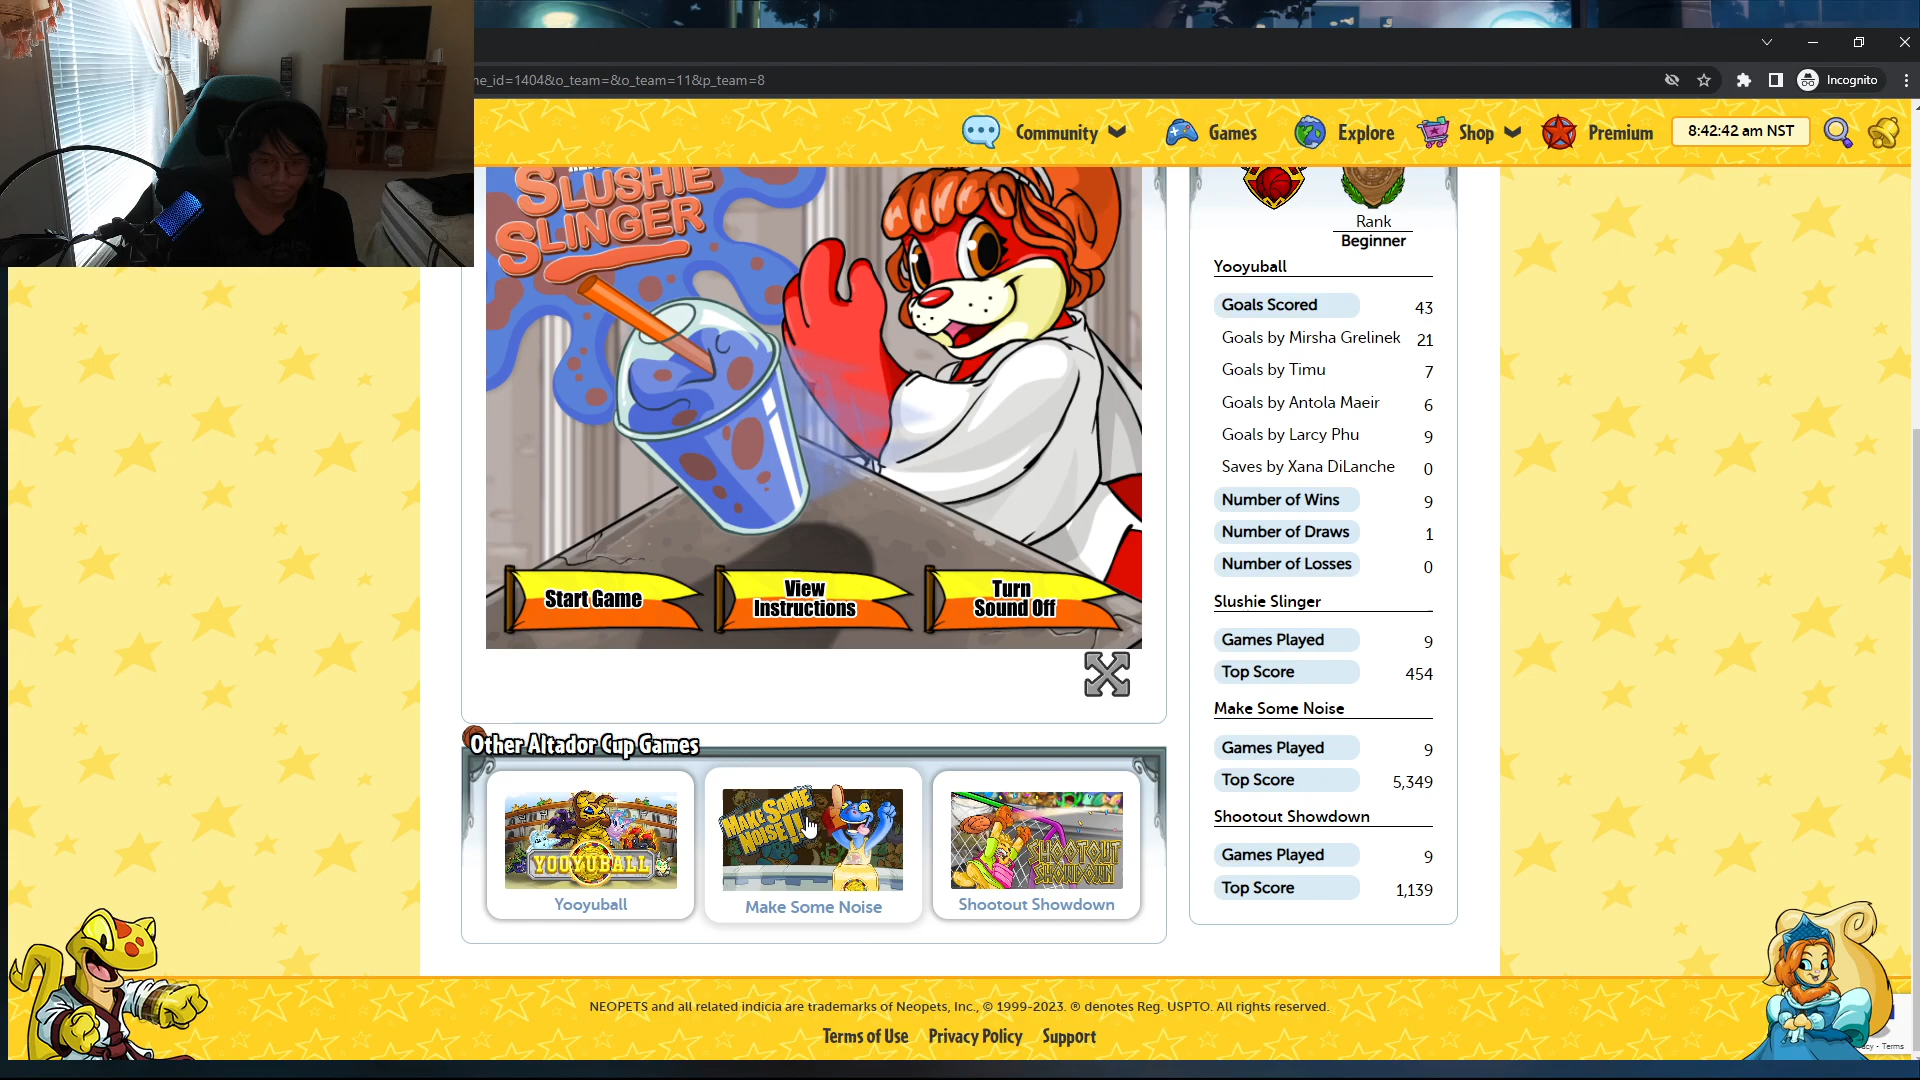 ne_id=1404&o_team=&o_team=11&p_team=8
Incognito
Community
Games
Explore
Shop
Premium
8:42:42 am NST
SLUSHIE
SLINGER
Start Game
View
Instructions
Turn
Sound Off
Rank
Beginner
Yooyuball
Goals Scored 43
Goals by Mirsha Grelinek 21
Goals by Timu 7
Goals by Antola Maeir 6
Goals by Larcy Phu 9
Saves by Xana DiLanche 0
Number of Wins 9
Number of Draws 1
Number of Losses 0
Slushie Slinger
Games Played 9
Top Score 454
Make Some Noise
Games Played 9
Top Score 5,349
Shootout Showdown
Games Played 9
Top Score 1,139
Other Altador Cup Games
YOOYUBALL
MAKE SOME
NOISE!!
SHOOTOUT
SHOWDOWN
Yooyuball
Make Some Noise
Shootout Showdown
NEOPETS and all related indicia are trademarks of Neopets, Inc., © 1999-2023. ® denotes Reg. USPTO. All rights reserved.
Terms of Use
Privacy Policy
Support
acy - Terms